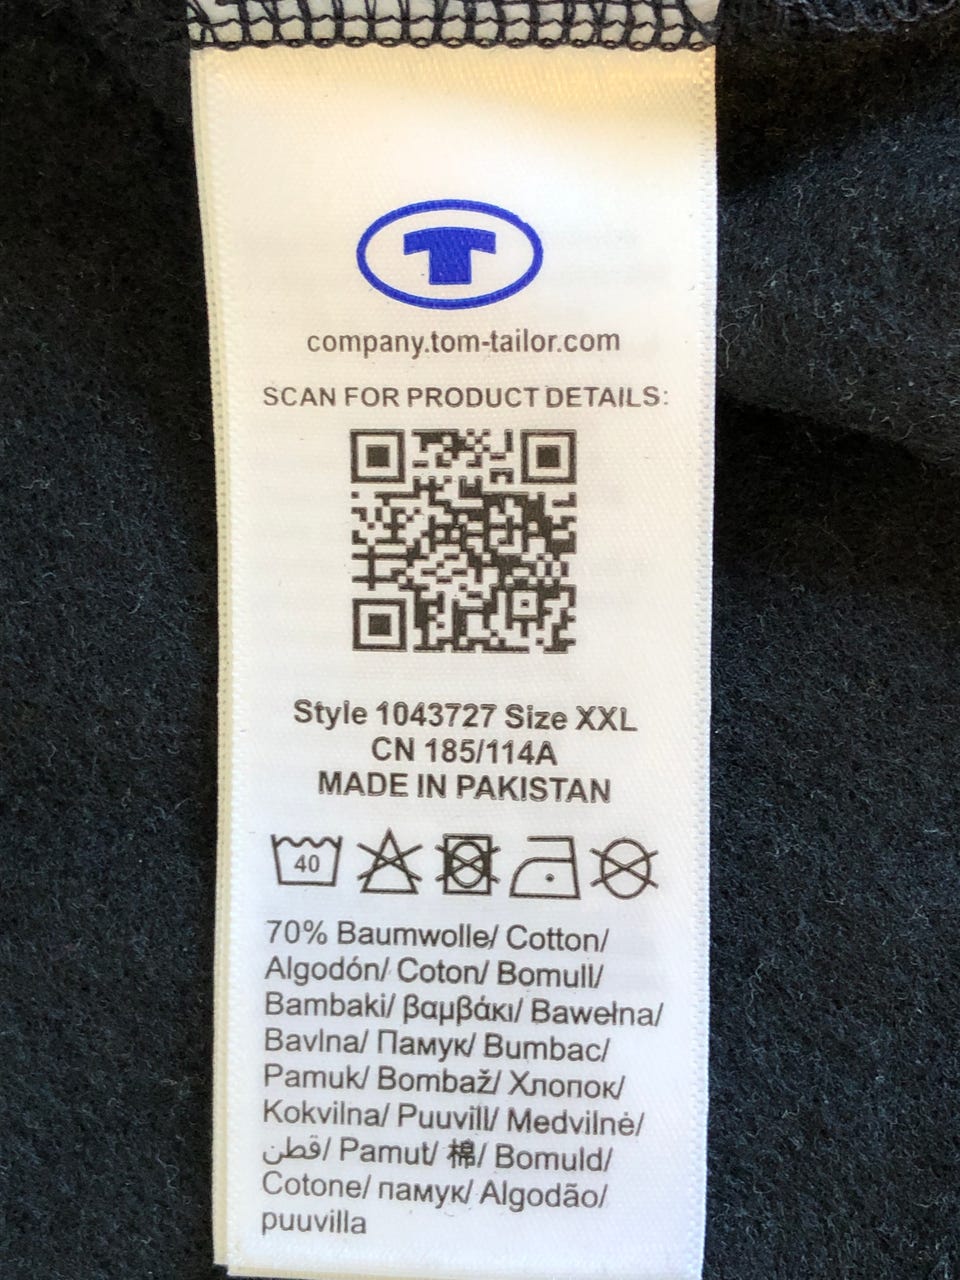 company.tom-tailor.com
SCAN FOR PRODUCT DETAILS:
Style 1043727 Size XXL
CN 185/114A
MADE IN PAKISTAN
40
70% Baumwolle/ Cotton/
Algodón/ Coton/ Bomull/
Bambaki/ βαμβάκι/ Bawełna/
Bavlna/ Памук/ Bumbac/
Pamuk/ Bombaž/ Хлопок/
Kokvilna/ Puuvill/ Medvilnė/
قطن/ Pamut/ 棉/ Bomuld/
Cotone/ памук/ Algodão/
puuvilla